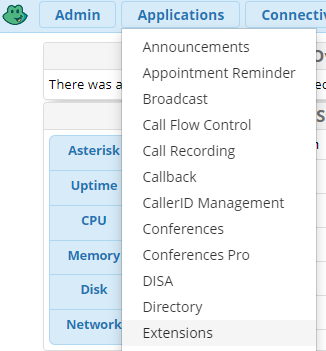 Admin
Applications
There was a
Announcements
Appointment Reminder
Broadcast
Call Flow Control
Call Recording
Callback
CallerID Management
Conferences
Conferences Pro
DISA
Directory
Extensions
Asterisk
Uptime
CPU
Memory
Disk
Network